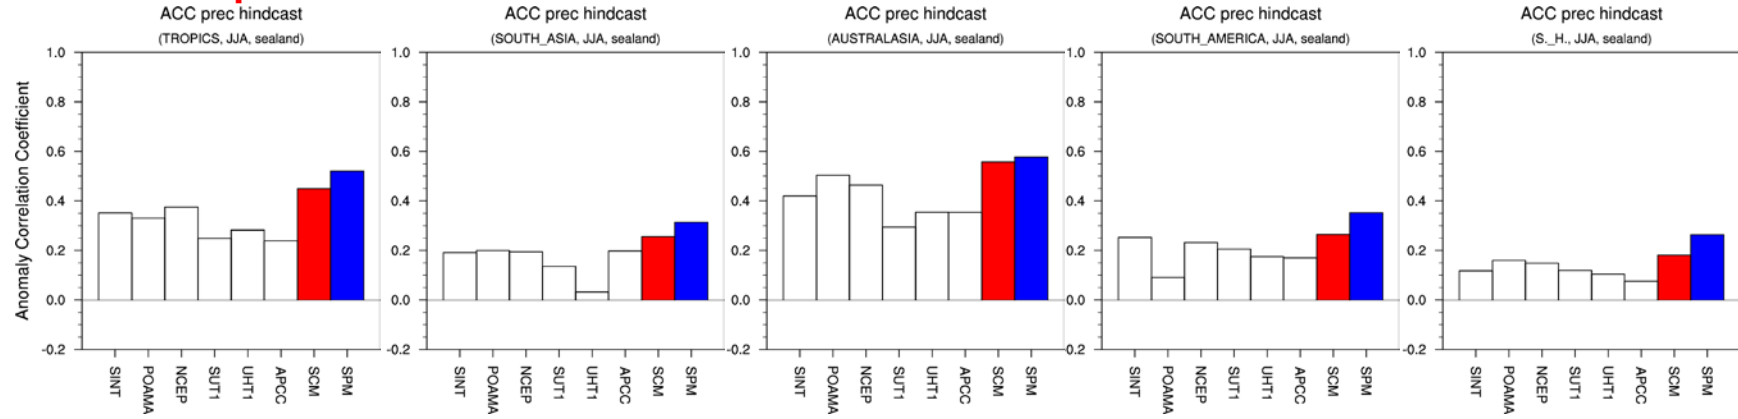 ACC prec hindcast
(TROPICS, JJA, sealand)
Anomaly Correlation Coefficient
1.0
0.8
0.6
0.4
0.2
0.0
-0.2
SINT
POAMA
NCEP
SUT1
UHT1
APCC
SCM
SPM
ACC prec hindcast
(SOUTH_ASIA, JJA, sealand)
1.0
0.8
0.6
0.4
0.2
0.0
-0.2
SINT
POAMA
NCEP
SUT1
UHT1
APCC
SCM
SPM
ACC prec hindcast
(AUSTRALASIA, JJA, sealand)
1.0
0.8
0.6
0.4
0.2
0.0
-0.2
SINT
POAMA
NCEP
SUT1
UHT1
APCC
SCM
SPM
ACC prec hindcast
(SOUTH_AMERICA, JJA, sealand)
1.0
0.8
0.6
0.4
0.2
0.0
0.2
SINT
POAMA
NCEP
SUT1
UHT1
APCC
SCM
SPM
ACC prec hindcast
(S._H., JJA, sealand)
1.0
0.8
0.6
0.4
0.2
0.0
-0.2
SINT
POAMA
NCEP
SUT1
UHT1
APCC
SCM
SPM